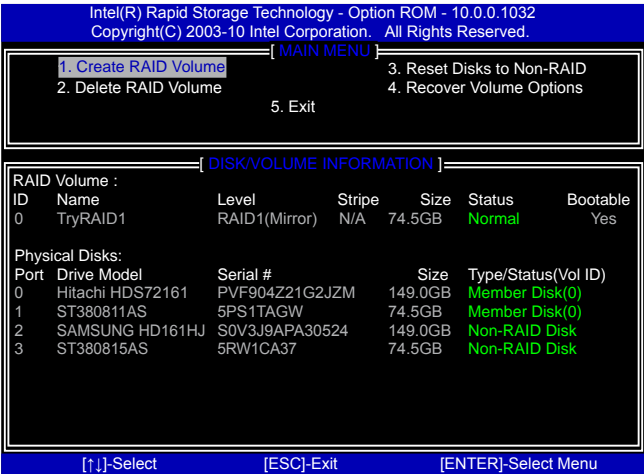 Intel(R) Rapid Storage Technology - Option ROM - 10.0.0.1032
Copyright(C) 2003-10 Intel Corporation. All Rights Reserved.
[ MAIN MENU ]
1. Create RAID Volume 3. Reset Disks to Non-RAID
2. Delete RAID Volume 4. Recover Volume Options
5. Exit
[ DISK/VOLUME INFORMATION ]
RAID Volume :
ID Name Level Stripe Size Status Bootable
0 TryRAID1 RAID1(Mirror) N/A 74.5GB Normal Yes
Physical Disks:
Port Drive Model Serial # Size Type/Status(Vol ID)
0 Hitachi HDS72161 PVF904Z21G2JZM 149.0GB Member Disk(0)
1 ST380811AS 5PS1TAGW 74.5GB Member Disk(0)
2 SAMSUNG HD161HJ S0V3J9APA30524 149.0GB Non-RAID Disk
3 ST380815AS 5RW1CA37 74.5GB Non-RAID Disk
[↑↓]-Select [ESC]-Exit [ENTER]-Select Menu